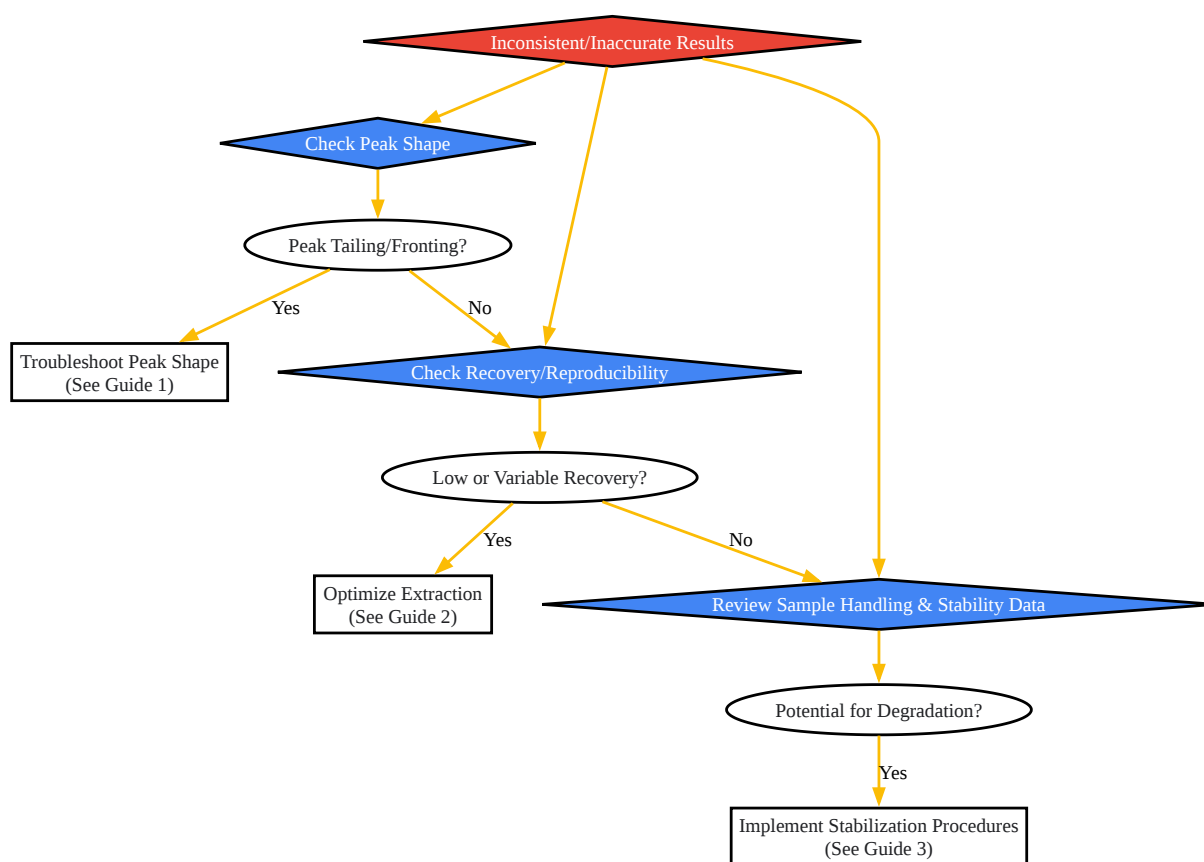 Inconsistent/Inaccurate Results
Check Peak Shape
Peak Tailing/Fronting?
Yes
No
Troubleshoot Peak Shape
(See Guide 1)
Check Recovery/Reproducibility
Low or Variable Recovery?
Yes
No
Optimize Extraction
(See Guide 2)
Review Sample Handling & Stability Data
Potential for Degradation?
Yes
Implement Stabilization Procedures
(See Guide 3)